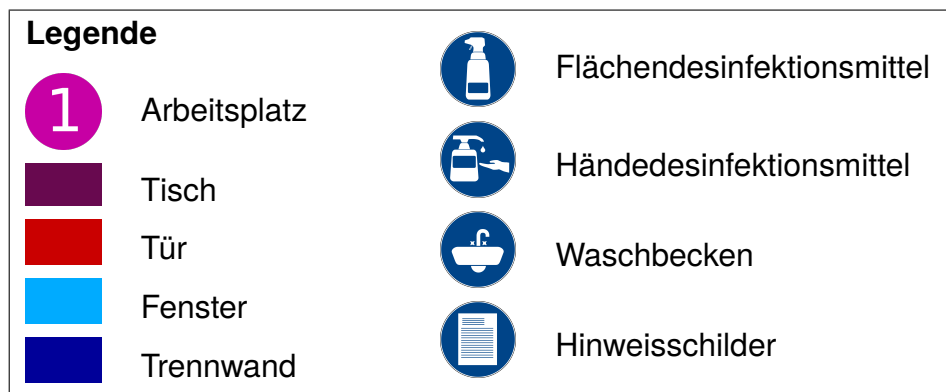 Legende
1
Arbeitsplatz
Tisch
Tür
Fenster
Trennwand
Flächendesinfektionsmittel
Händedesinfektionsmittel
Waschbecken
Hinweisschilder